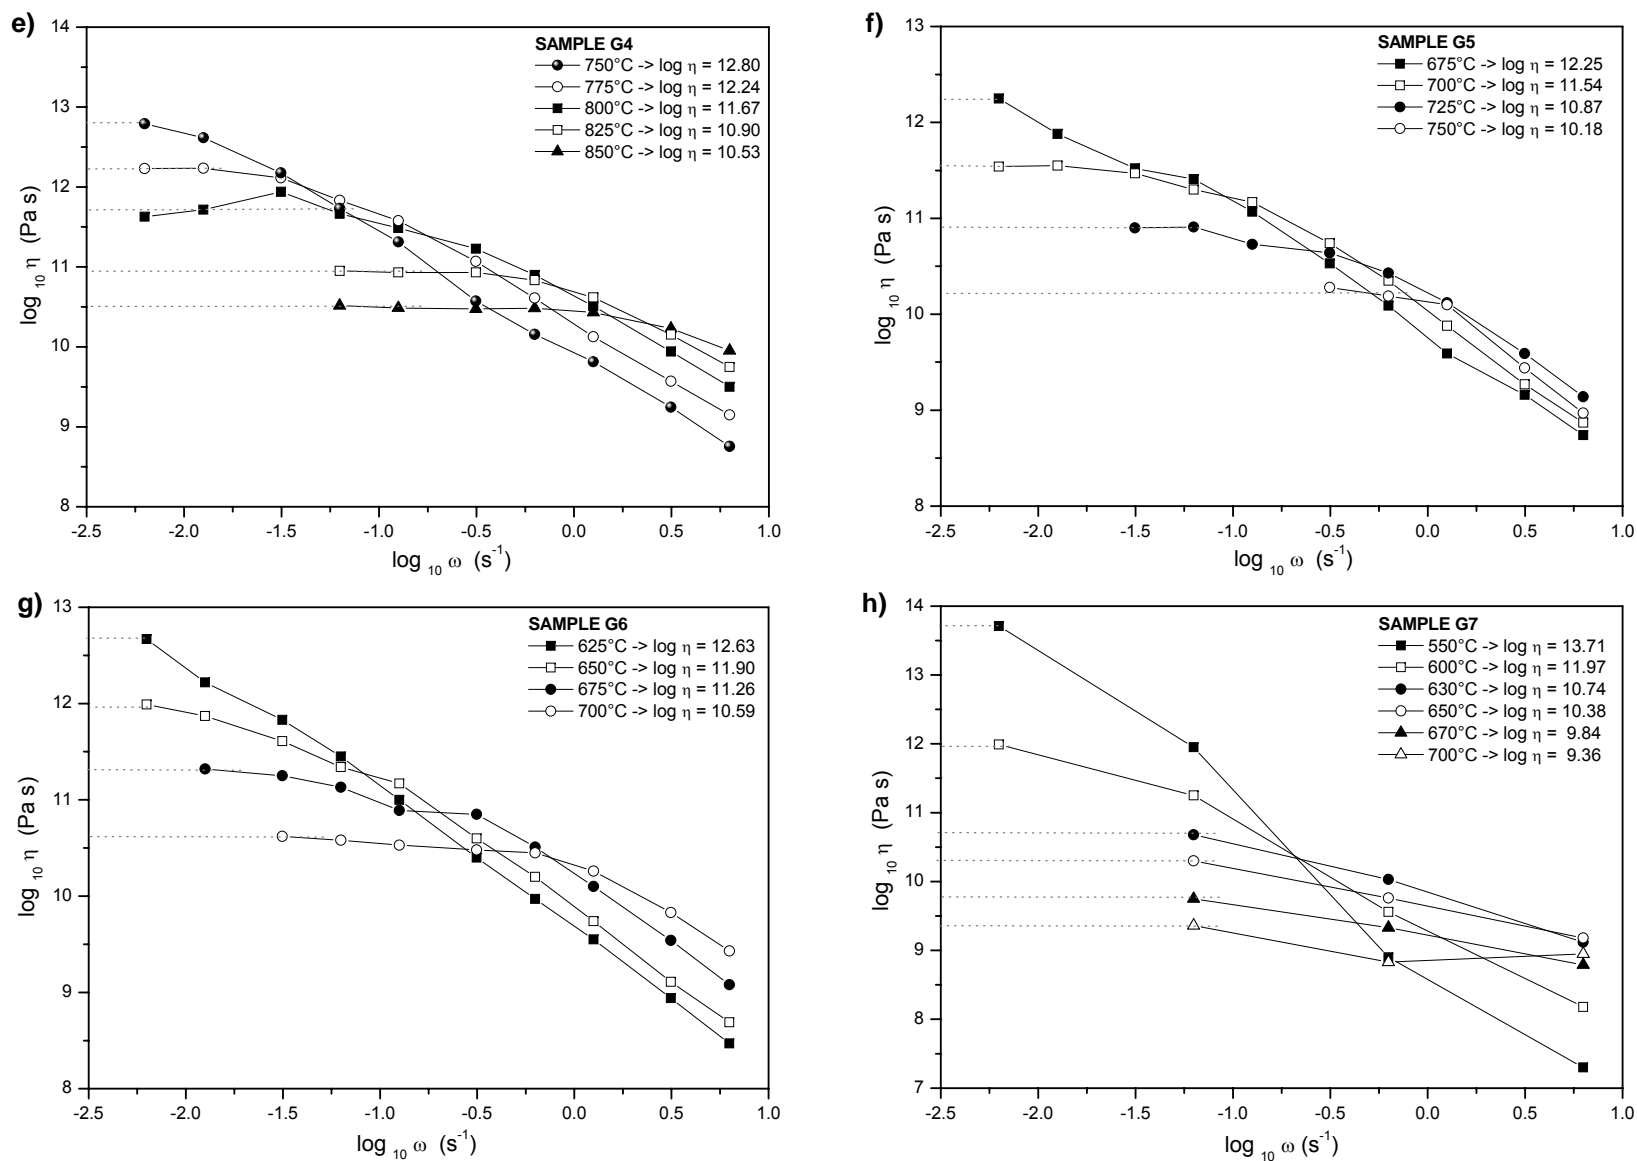 e)
SAMPLE G4
750°C -> log η = 12.80
775°C -> log η = 12.24
800°C -> log η = 11.67
825°C -> log η = 10.90
850°C -> log η = 10.53
14
13
12
11
10
9
8
log 10 η (Pa s)
-2.5 -2.0 -1.5 -1.0 -0.5 0.0 0.5 1.0
log 10 ω (s-1)
f)
SAMPLE G5
675°C -> log η = 12.25
700°C -> log η = 11.54
725°C -> log η = 10.87
750°C -> log η = 10.18
13
12
11
10
9
8
log 10 η (Pa s)
-2.5 -2.0 -1.5 -1.0 -0.5 0.0 0.5 1.0
log 10 ω (s-1)
g)
SAMPLE G6
625°C -> log η = 12.63
650°C -> log η = 11.90
675°C -> log η = 11.26
700°C -> log η = 10.59
13
12
11
10
9
8
log 10 η (Pa s)
-2.5 -2.0 -1.5 -1.0 -0.5 0.0 0.5 1.0
log 10 ω (s-1)
h)
SAMPLE G7
550°C -> log η = 13.71
600°C -> log η = 11.97
630°C -> log η = 10.74
650°C -> log η = 10.38
670°C -> log η = 9.84
700°C -> log η = 9.36
14
13
12
11
10
9
8
7
log 10 η (Pa s)
-2.5 -2.0 -1.5 -1.0 -0.5 0.0 0.5 1.0
log 10 ω (s-1)